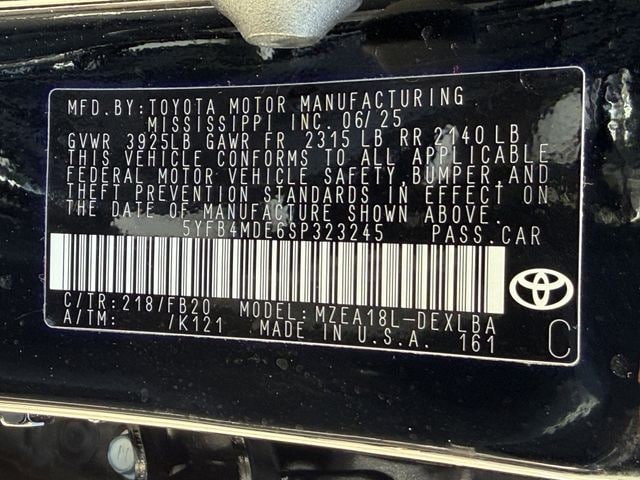 MFD. BY: TOYOTA MOTOR MANUFACTURING
MISSISSIPPI INC. 06/25
GVWR 3925LB GAWR FR 2315 LB RR 2140 LB
THIS VEHICLE CONFORMS TO ALL APPLICABLE
FEDERAL MOTOR VEHICLE SAFETY, BUMPER, AND
THEFT PREVENTION STANDARDS IN EFFECT ON
THE DATE OF MANUFACTURE SHOWN ABOVE.
5YFB4MDE6SP323245 PASS.CAR
C/TR: 218/FB20 MODEL: MZEA18L-DEXLBA
A/TM: /K121 MADE IN U.S.A. 161 C